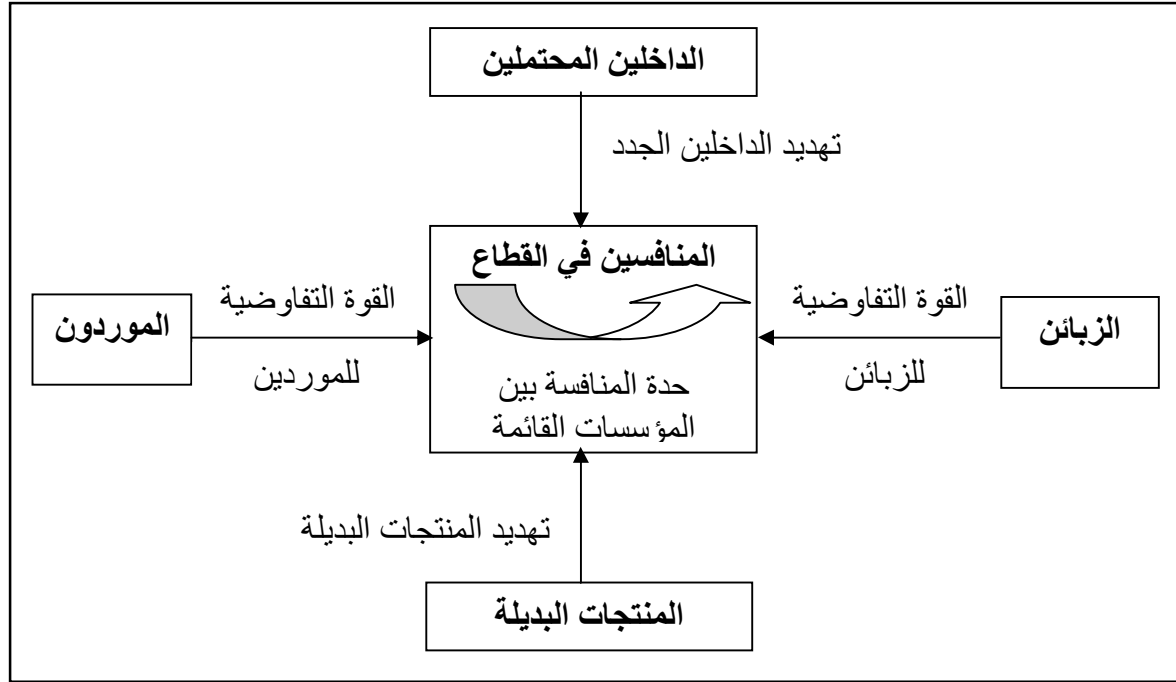 الداخلين المحتملين
تهديد الداخلين الجدد
المنافسين في القطاع
القوة التفاوضية
القوة التفاوضية
الزبائن
الموردون
للزبائن
للموردين
حدة المنافسة بين
المؤسسات القائمة
تهديد المنتجات البديلة
المنتجات البديلة